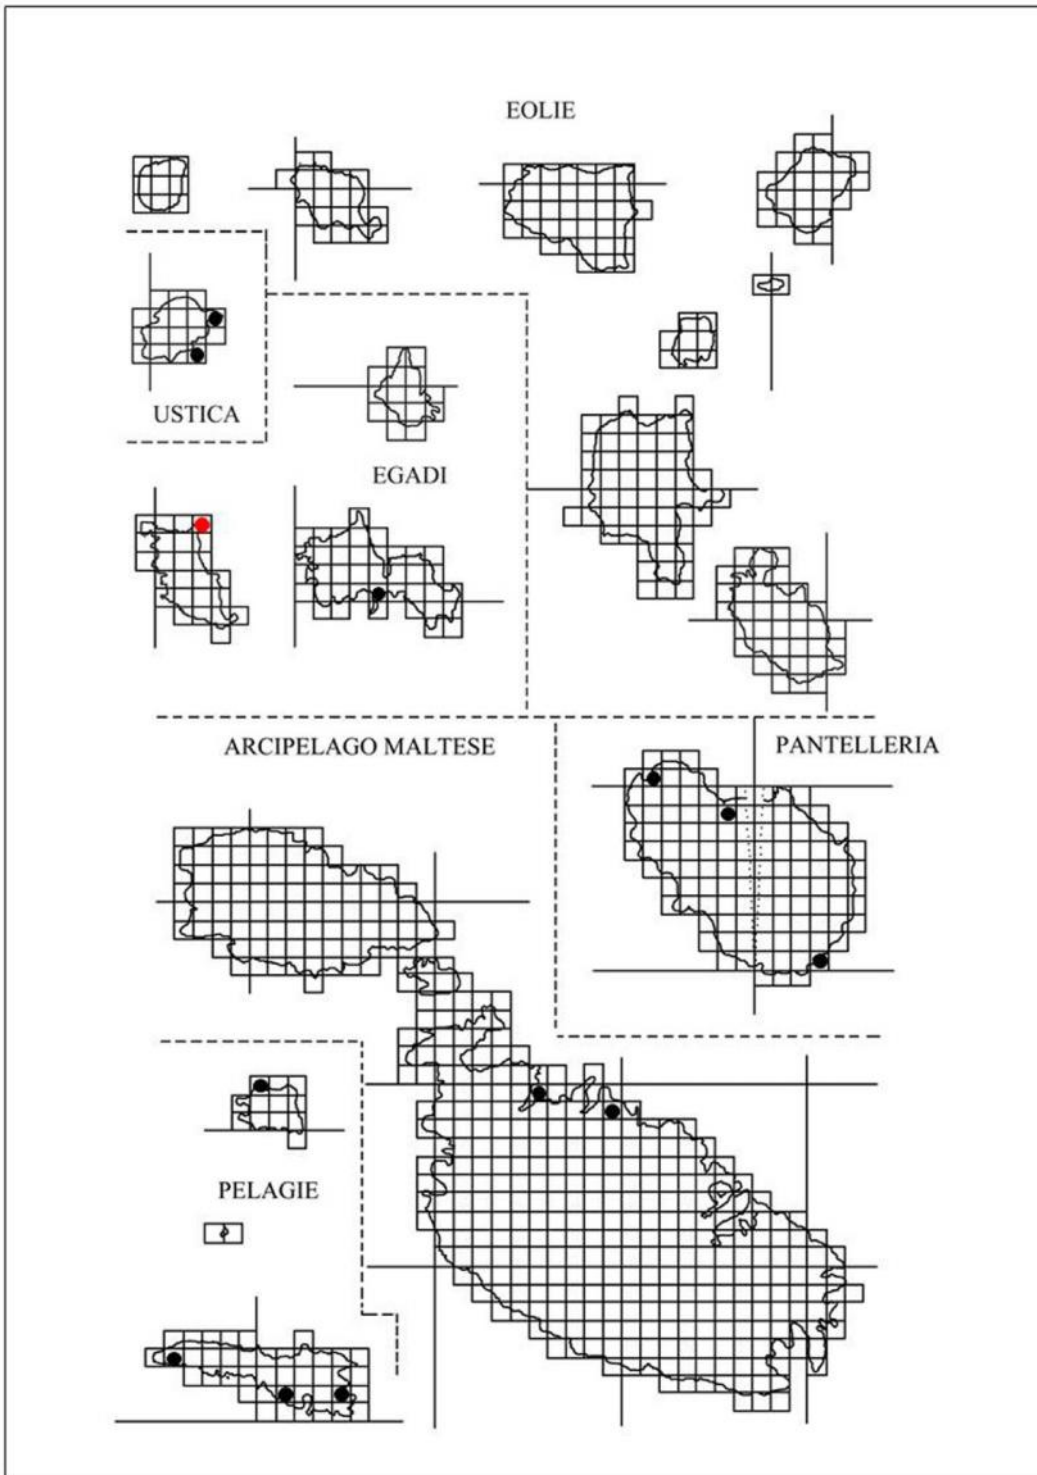 EOLIE
USTICA
EGADI
ARCIPELAGO MALTESE
PANTELLERIA
PELAGIE